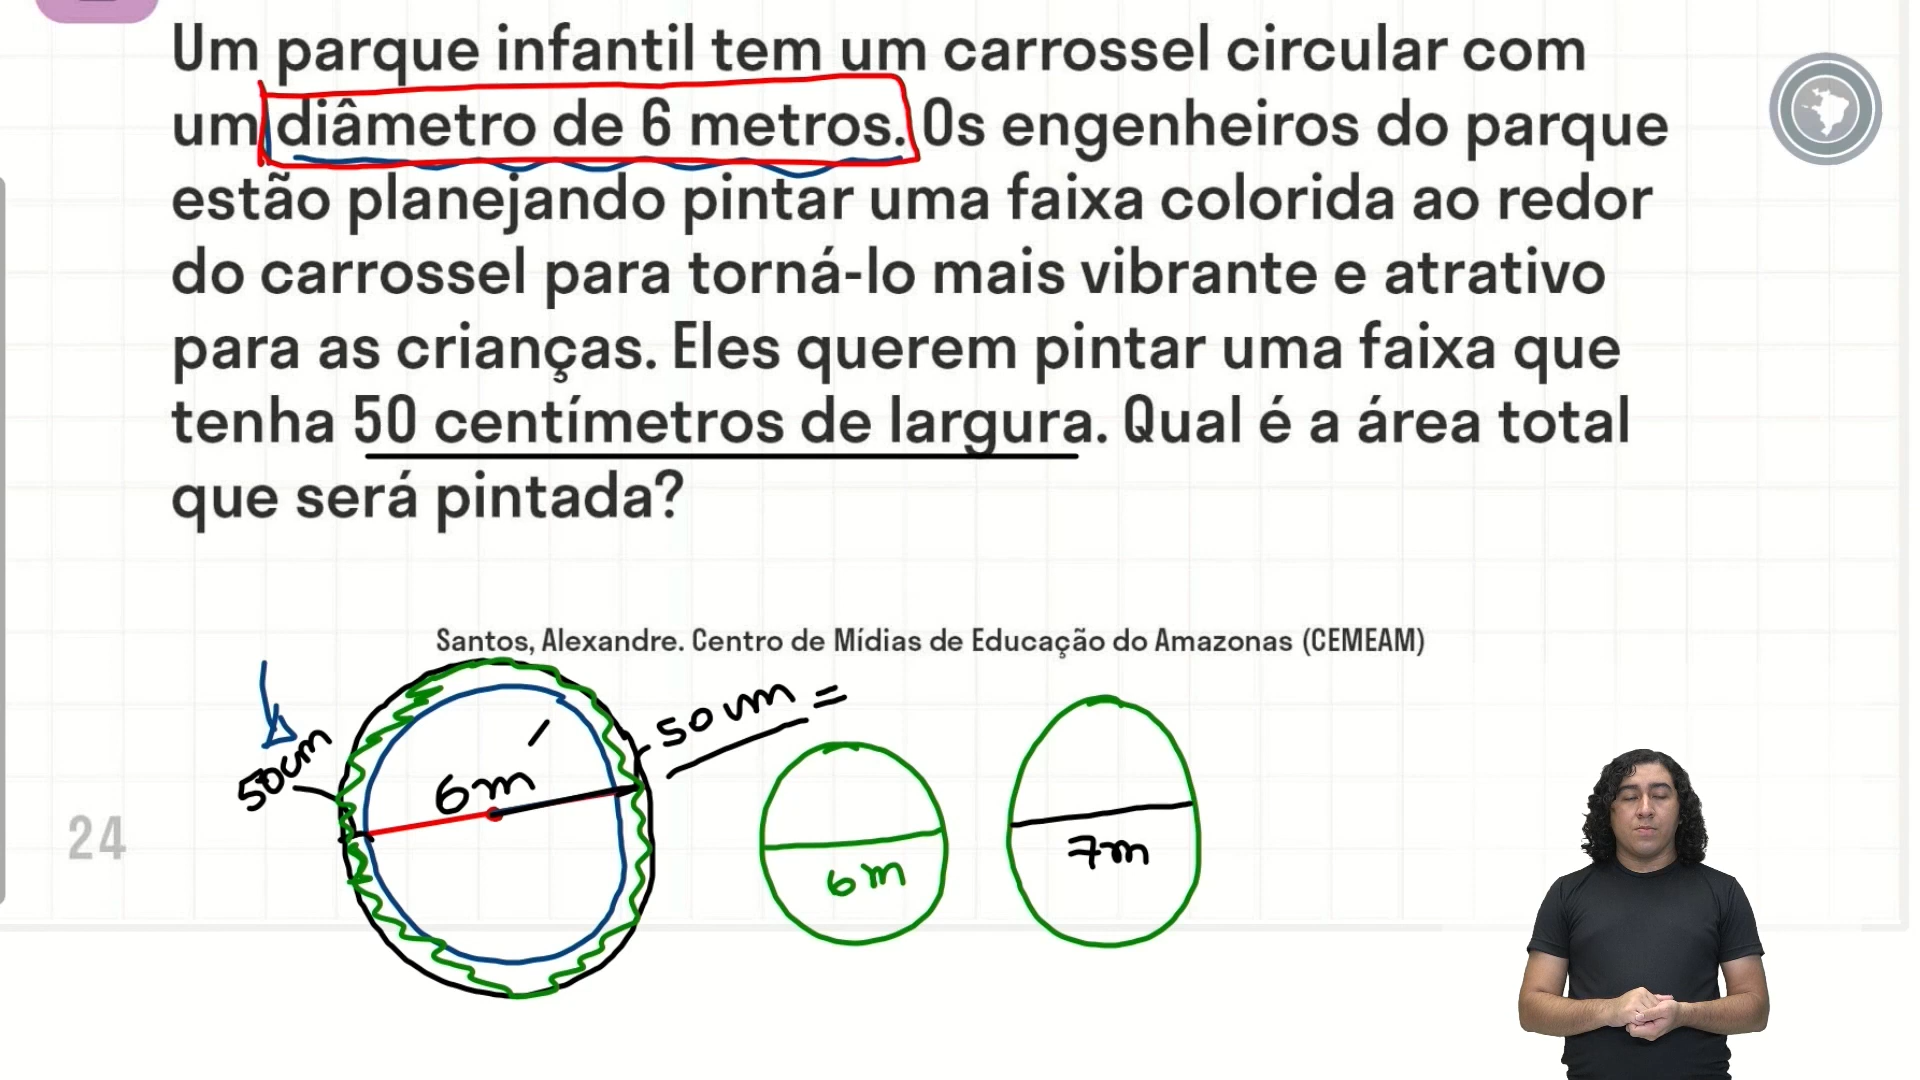 Um parque infantil tem um carrossel circular com
um diâmetro de 6 metros. Os engenheiros do parque
estão planejando pintar uma faixa colorida ao redor
do carrossel para torná-lo mais vibrante e atrativo
para as crianças. Eles querem pintar uma faixa que
tenha 50 centímetros de largura. Qual é a área total
que será pintada?
Santos, Alexandre. Centro de Mídias de Educação do Amazonas (CEMEAM)
50cm =
50cm
6m
6m
7m
24